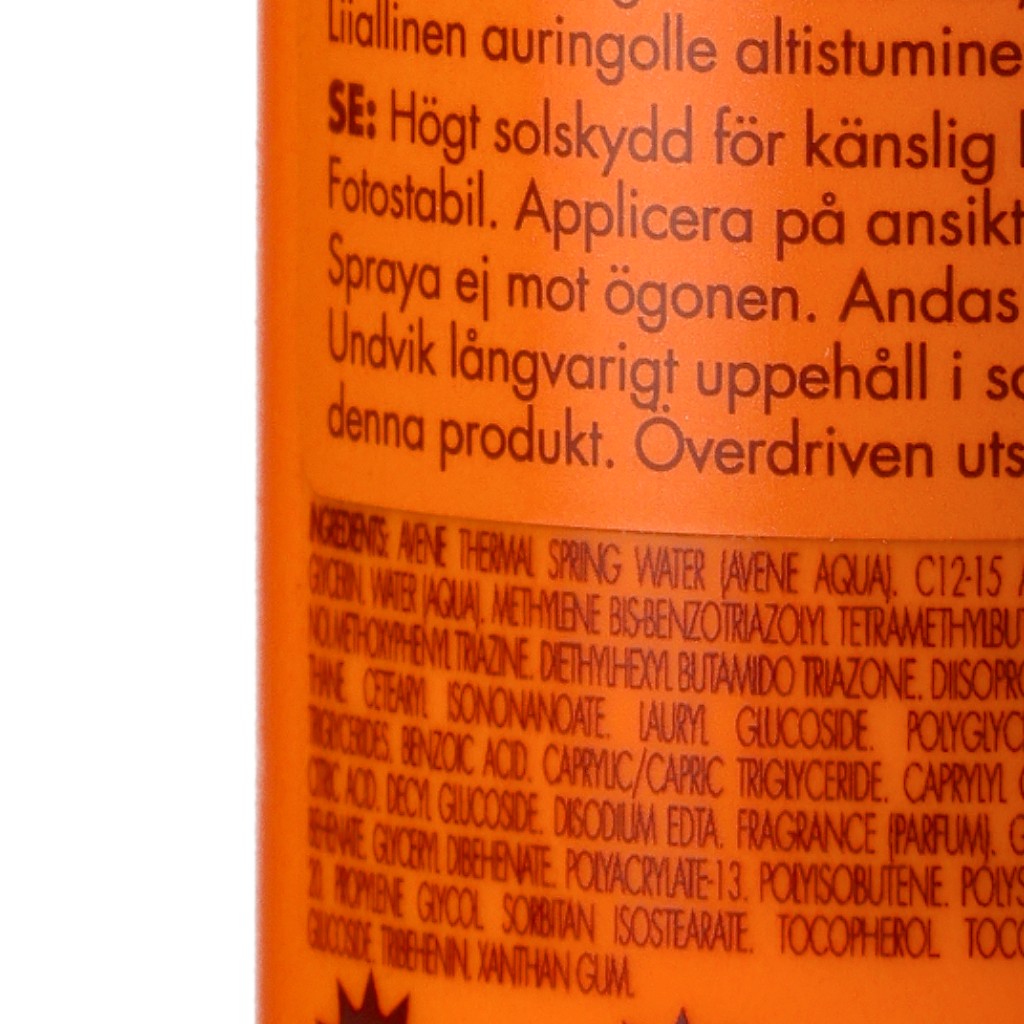 Liiallinen auringolle altistumine
SE: Högt solskydd för känslig
Fotostabil. Applicera på ansikt
Spraya ej mot ögonen. Andas
Undvik långvarigt uppehåll i so
denna produkt. Överdriven uts
INGREDIENTS: AVENE THERMAL SPRING WATER (AVENE AQUA). C12-15 A
GLYCERIN. WATER (AQUA). METHYLENE BIS-BENZOTRIAZOLYL TETRAMETHYLBU
NOL METHOXYPHENYL TRIAZINE. DIETHYLHEXYL BUTAMIDO TRIAZONE. DIISOPRO
THANE. CETEARYL ISONONANOATE. LAURYL GLUCOSIDE. POLYGLYC
TRIGLYCERIDES. BENZOIC ACID. CAPRYLIC/CAPRIC TRIGLYCERIDE. CAPRYLYL G
CITRIC ACID. DECYL GLUCOSIDE. DISODIUM EDTA. FRAGRANCE (PARFUM). G
BEHENATE. GLYCERYL DIBEHENATE. POLYACRYLATE-13. POLYISOBUTENE. POLYS
20. PROPYLENE GLYCOL. SORBITAN ISOSTEARATE. TOCOPHEROL. TOCO
GLUCOSIDE. TRIBEHENIN. XANTHAN GUM.